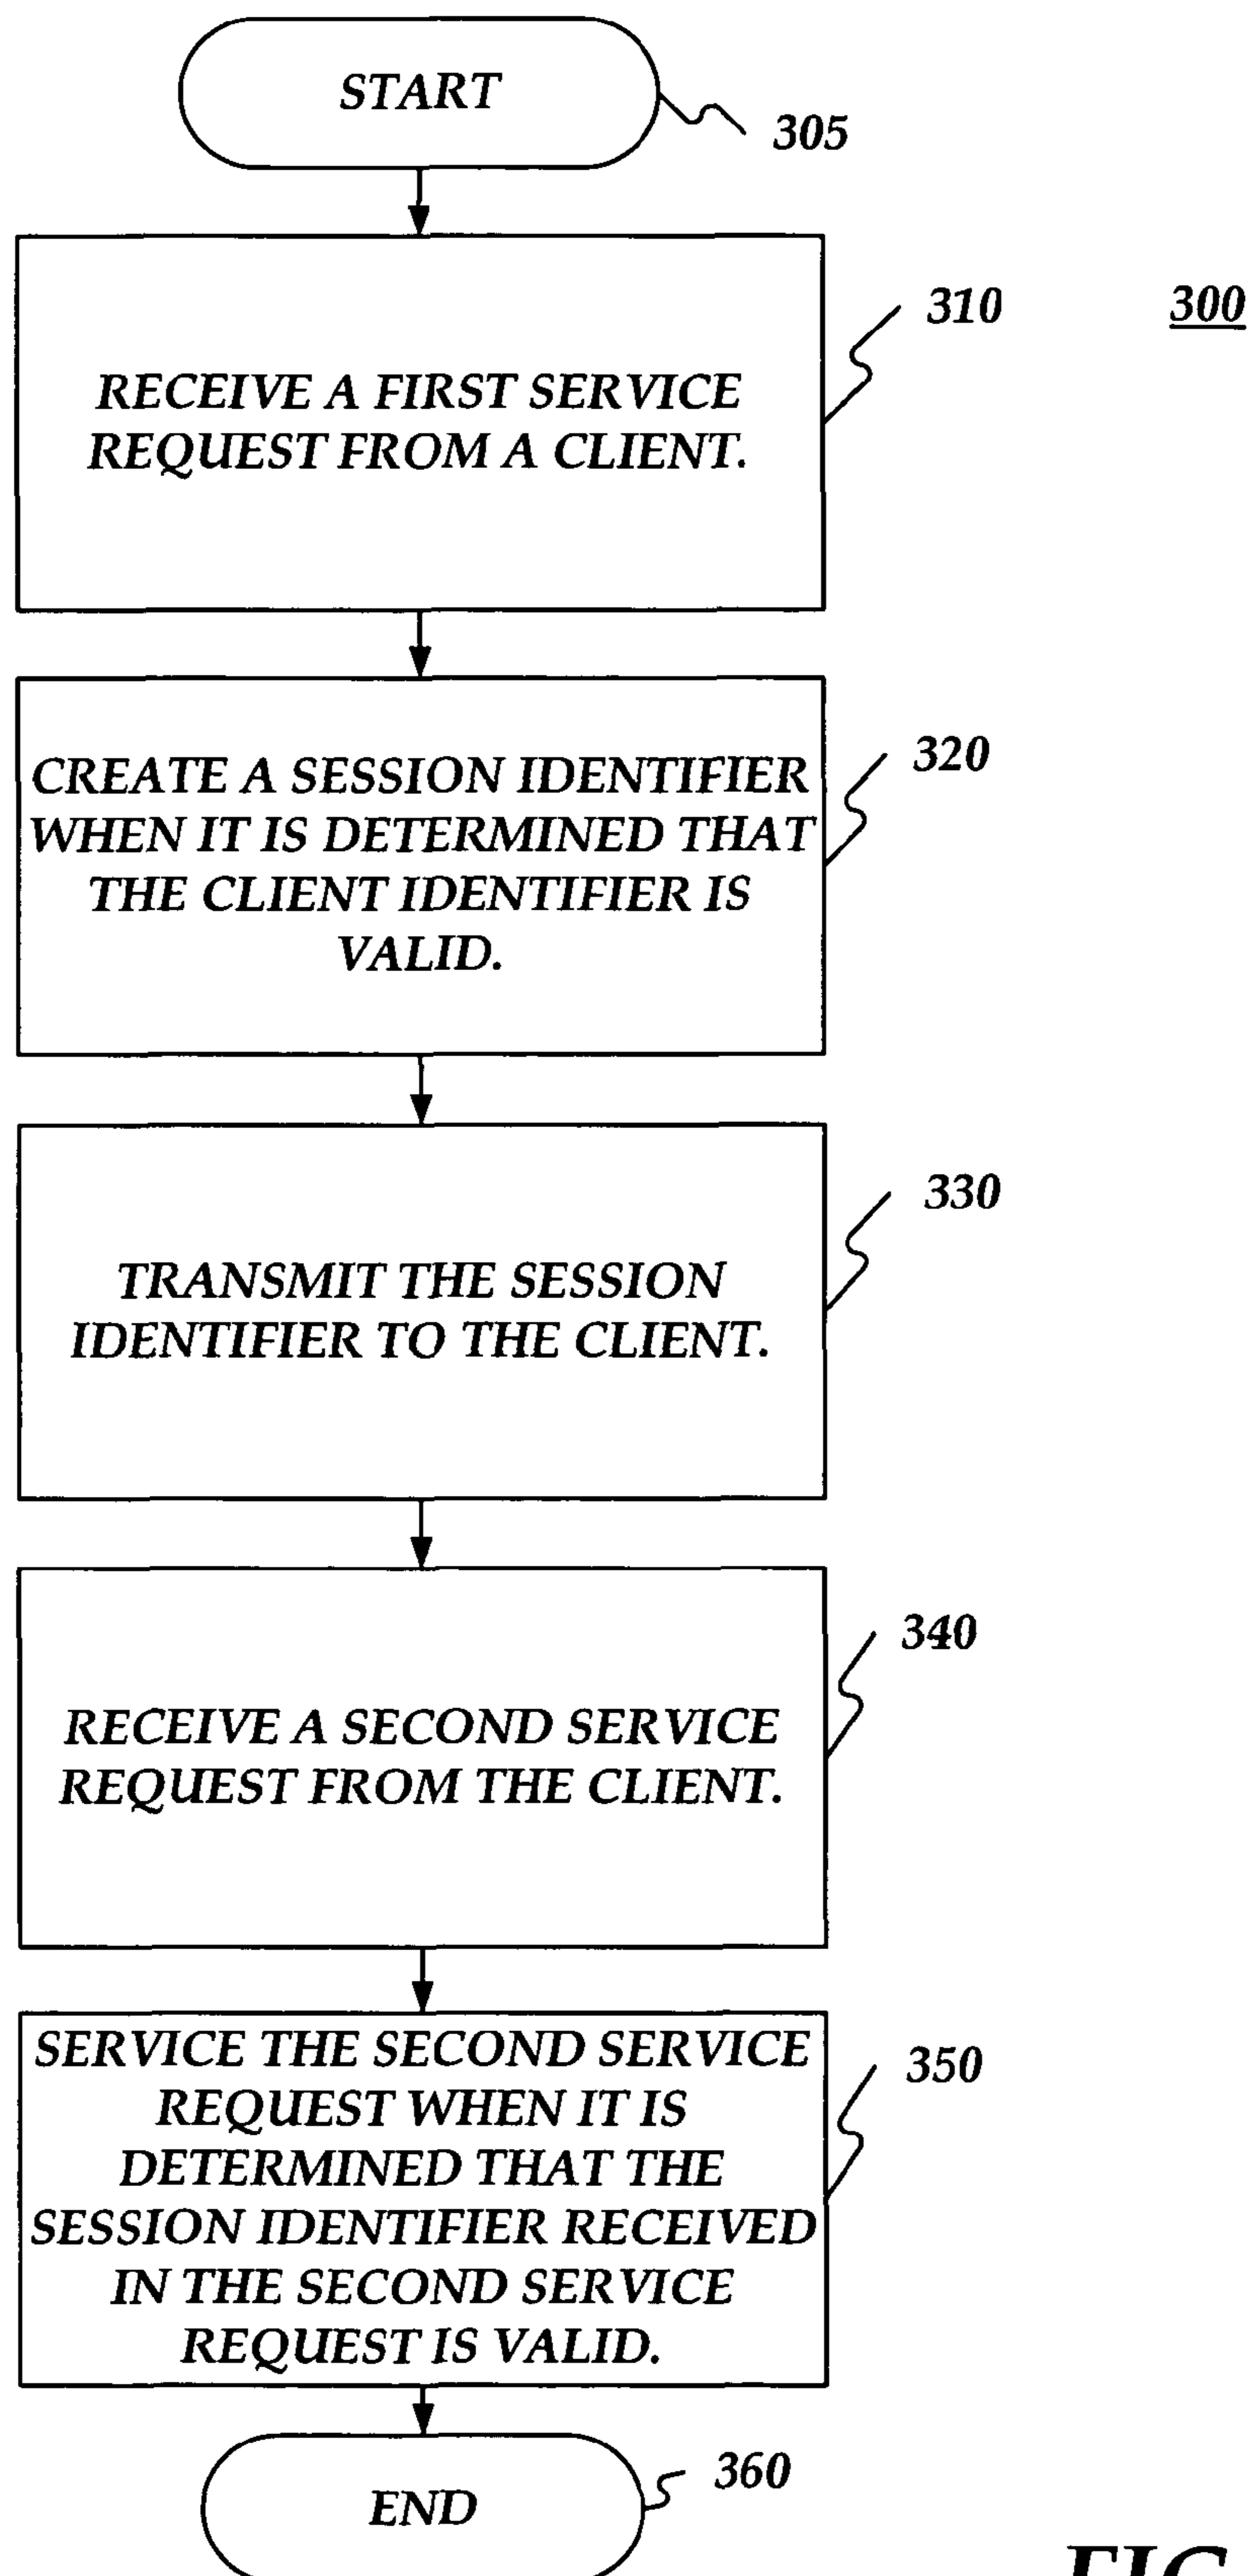 START
305
300
310
RECEIVE A FIRST SERVICE
REQUEST FROM A CLIENT.
320
CREATE A SESSION IDENTIFIER
WHEN IT IS DETERMINED THAT
THE CLIENT IDENTIFIER IS
VALID.
330
TRANSMIT THE SESSION
IDENTIFIER TO THE CLIENT.
340
RECEIVE A SECOND SERVICE
REQUEST FROM THE CLIENT.
350
SERVICE THE SECOND SERVICE
REQUEST WHEN IT IS
DETERMINED THAT THE
SESSION IDENTIFIER RECEIVED
IN THE SECOND SERVICE
REQUEST IS VALID.
360
END
FIG